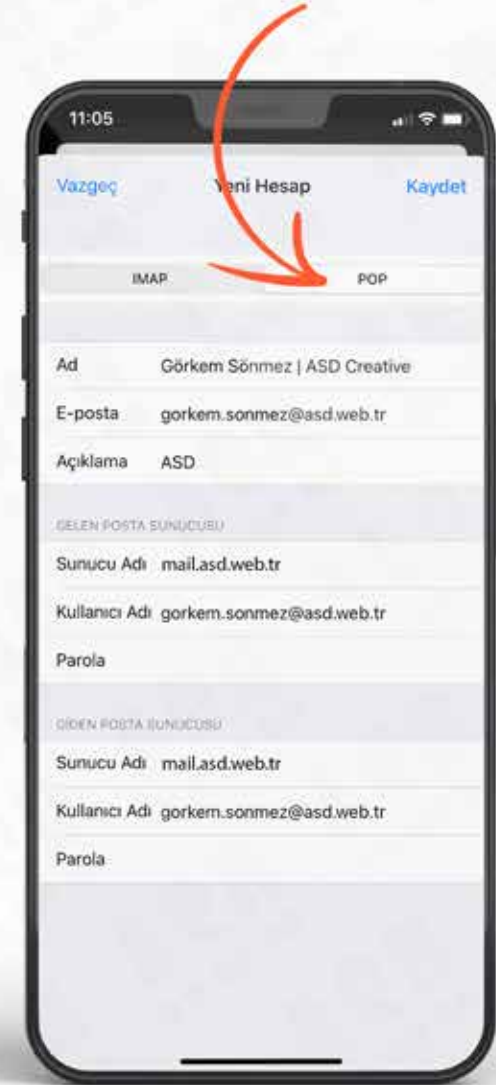 11:05
Vazgeç Yeni Hesap Kaydet
IMAP POP
Ad Görkem Sönmez | ASD Creative
E-posta gorkem.sonmez@asd.web.tr
Açıklama ASD
GELEN POSTA SUNUCUSU
Sunucu Adı mail.asd.web.tr
Kullanıcı Adı gorkem.sonmez@asd.web.tr
Parola
GİDEN POSTA SUNUCUSU
Sunucu Adı mail.asd.web.tr
Kullanıcı Adı gorkem.sonmez@asd.web.tr
Parola